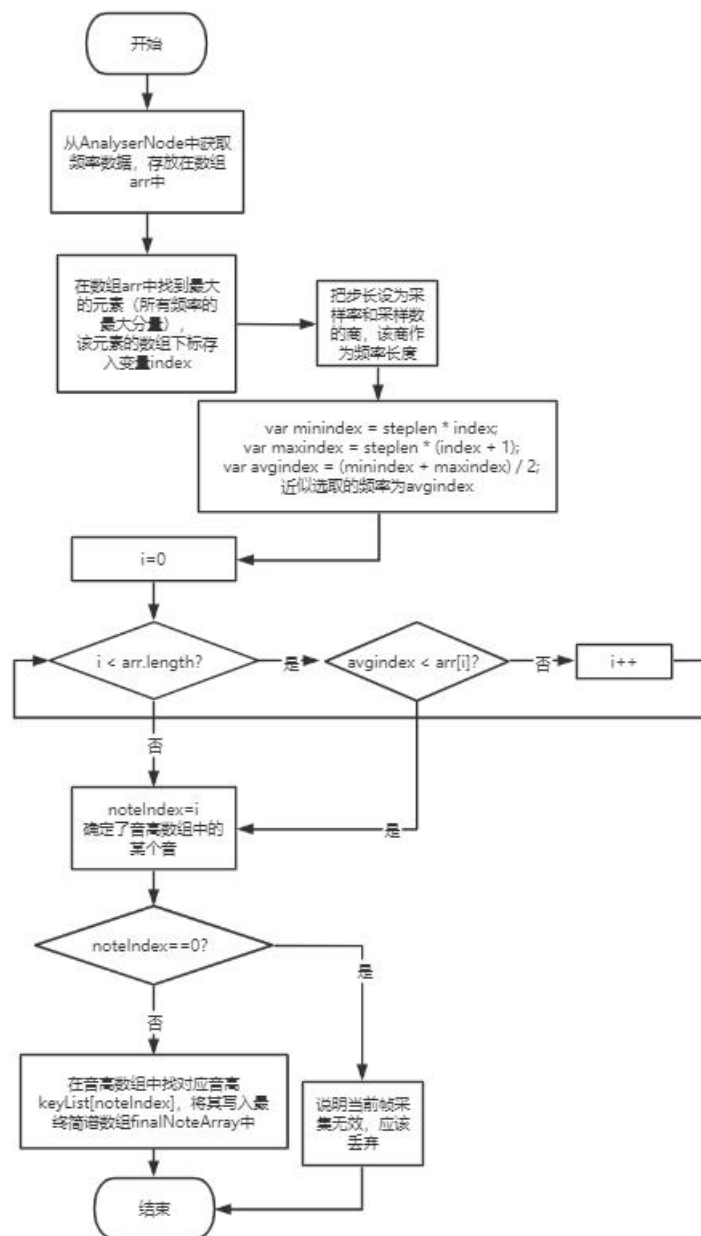 开始
从AnalyserNode中获取
频率数据，存放在数组
arr中
在数组arr中找到最大
的元素（所有频率的
最大分量），
该元素的数组下标存
入变量index
把步长设为采
样率和采样数
的商，该商作
为频率长度
var minindex = steplen * index;
var maxindex = steplen * (index + 1);
var avgindex = (minindex + maxindex) / 2;
近似选取的频率为avgindex
i=0
i < arr.length?
是
avgindex < arr[i]?
否
i++
否
noteIndex=i
确定了音高数组中的
某个音
是
noteIndex==0?
是
否
在音高数组中找对应音高
keyList[noteIndex]，将其写入最
终简谱数组finalNoteArray中
说明当前帧采
集无效，应该
丢弃
结束